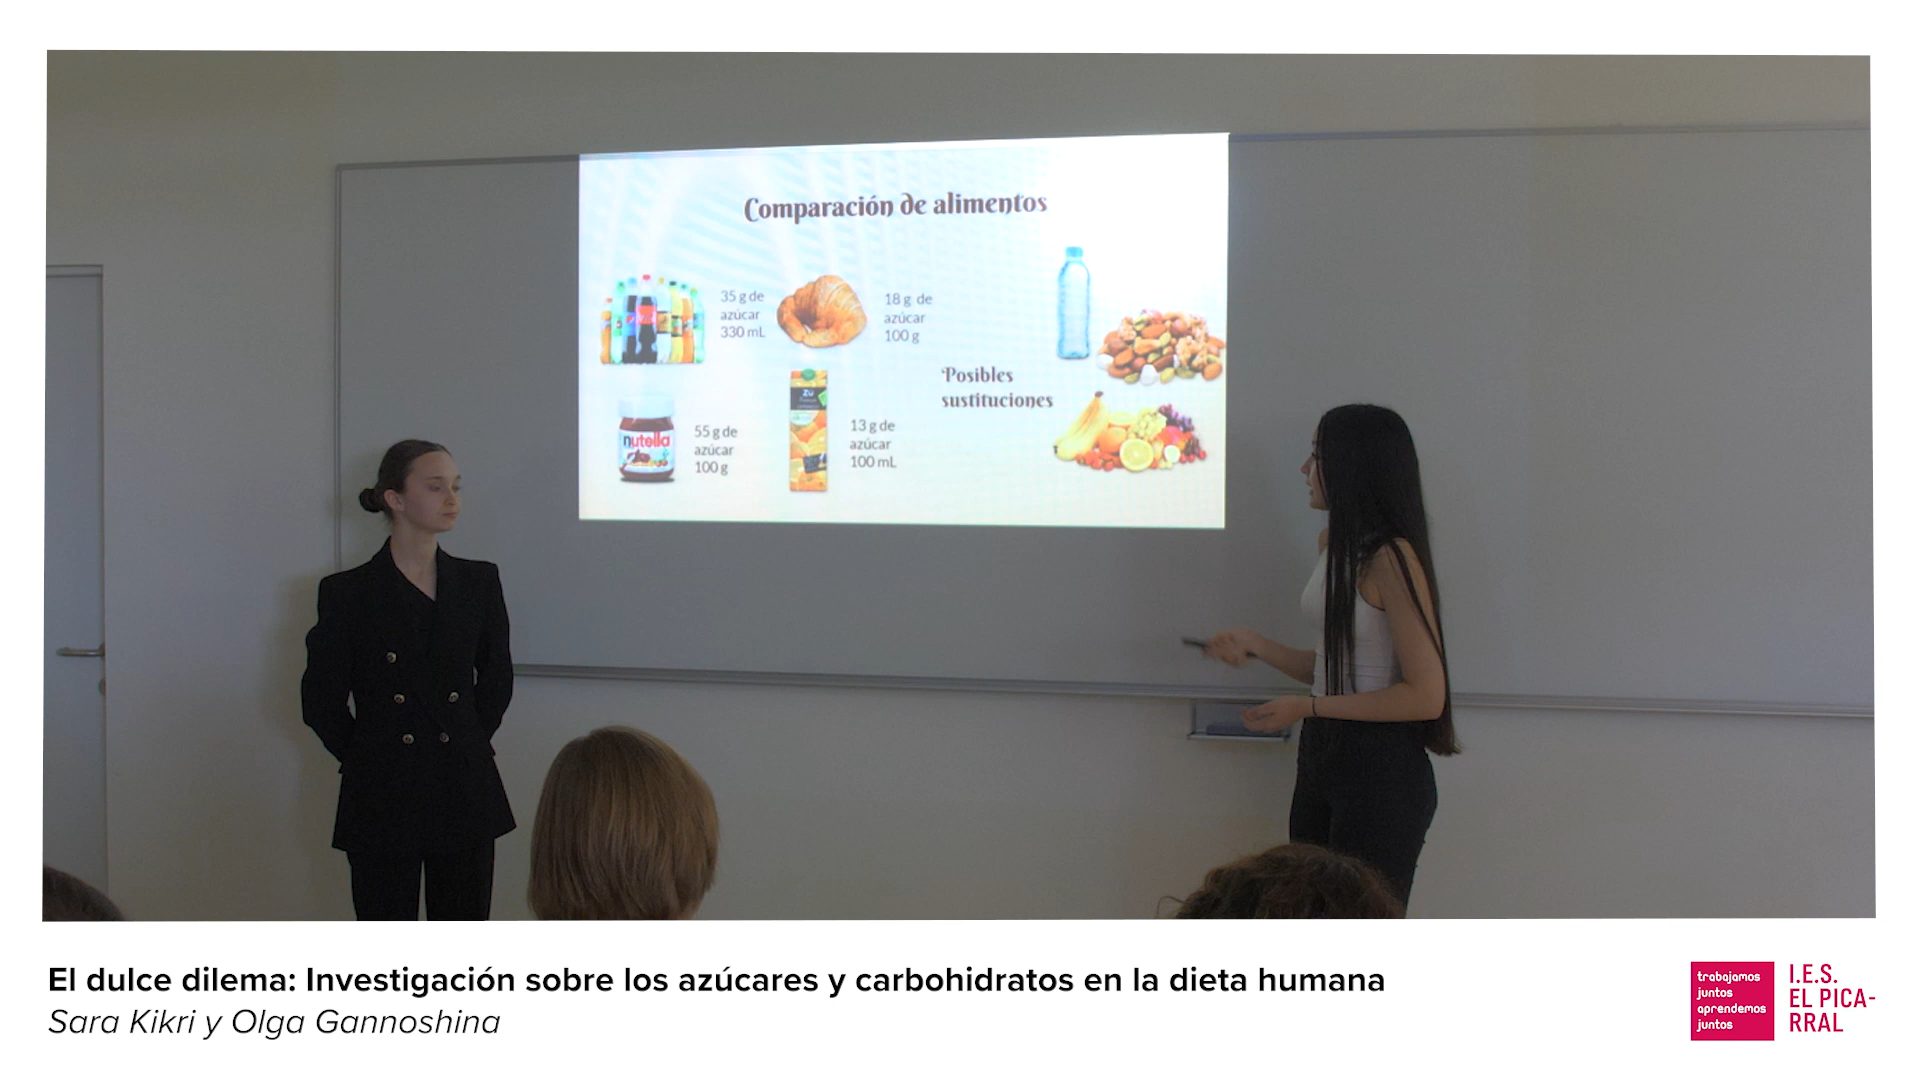 Comparación de alimentos
35 g de
azúcar
330 mL
18 g de
azúcar
100 g
Posibles
sustituciones
nutella
55 g de
azúcar
100 g
Zu
13 g de
azúcar
100 mL
El dulce dilema: Investigación sobre los azúcares y carbohidratos en la dieta humana
Sara Kikri y Olga Gannoshina
trabajamos
juntos
aprendemos
juntos
I.E.S.
EL PICA-
RRAL